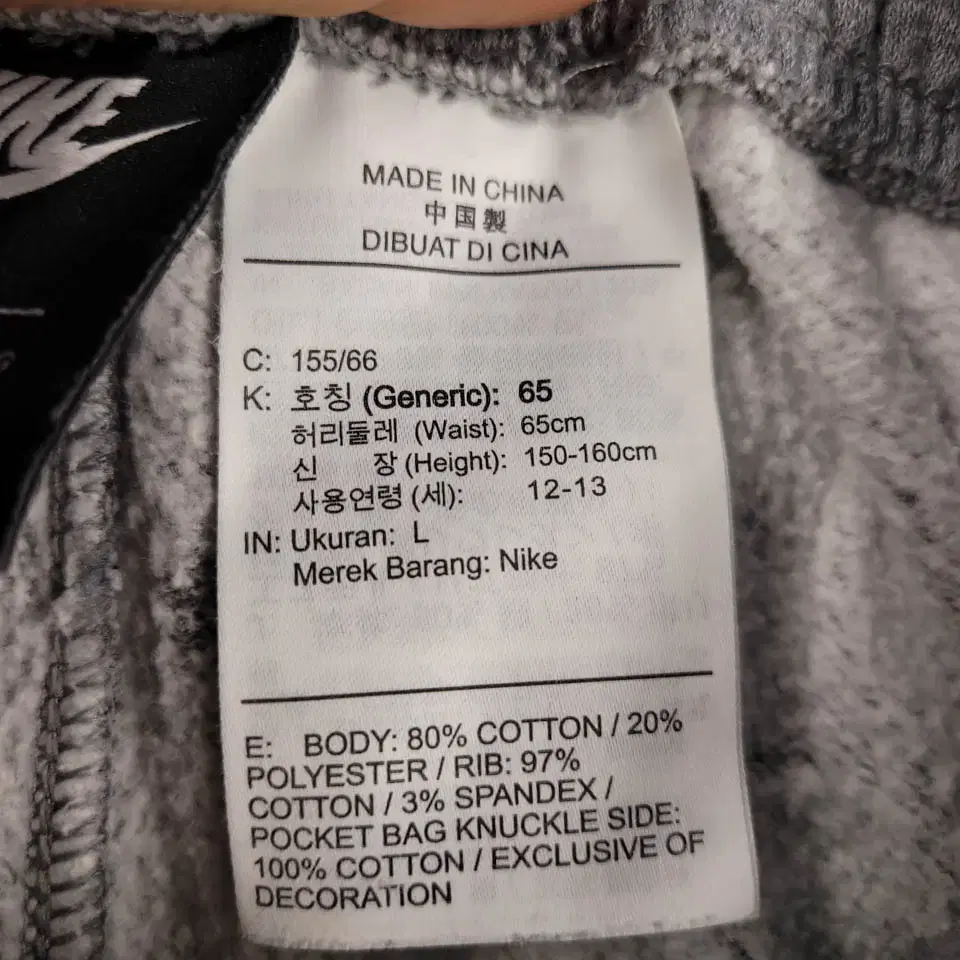 NIKE
MADE IN CHINA
中国製
DIBUAT DI CINA
C: 155/66
K: 호칭 (Generic): 65
허리둘레 (Waist): 65cm
신 장 (Height): 150-160cm
사용연령 (세): 12-13
IN: Ukuran: L
Merek Barang: Nike
E: BODY: 80% COTTON / 20%
POLYESTER / RIB: 97%
COTTON / 3% SPANDEX /
POCKET BAG KNUCKLE SIDE:
100% COTTON / EXCLUSIVE OF
DECORATION